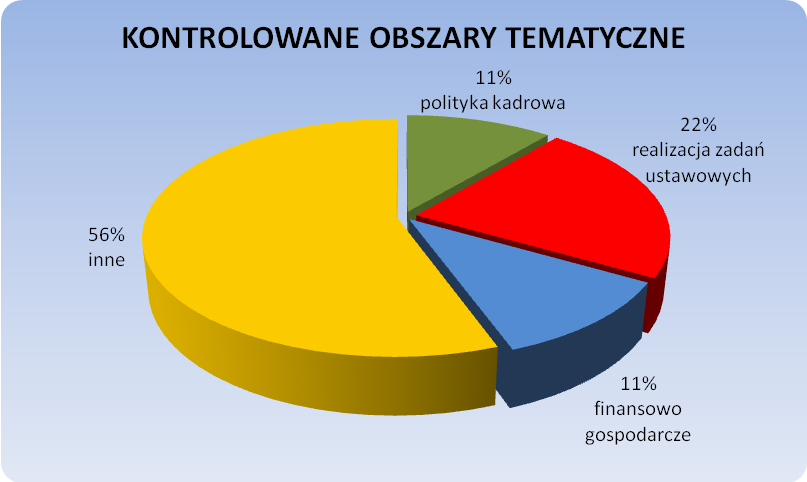 KONTROLOWANE OBSZARY TEMATYCZNE
11%
polityka kadrowa
22%
realizacja zadań
ustawowych
56%
inne
11%
finansowo
gospodarcze